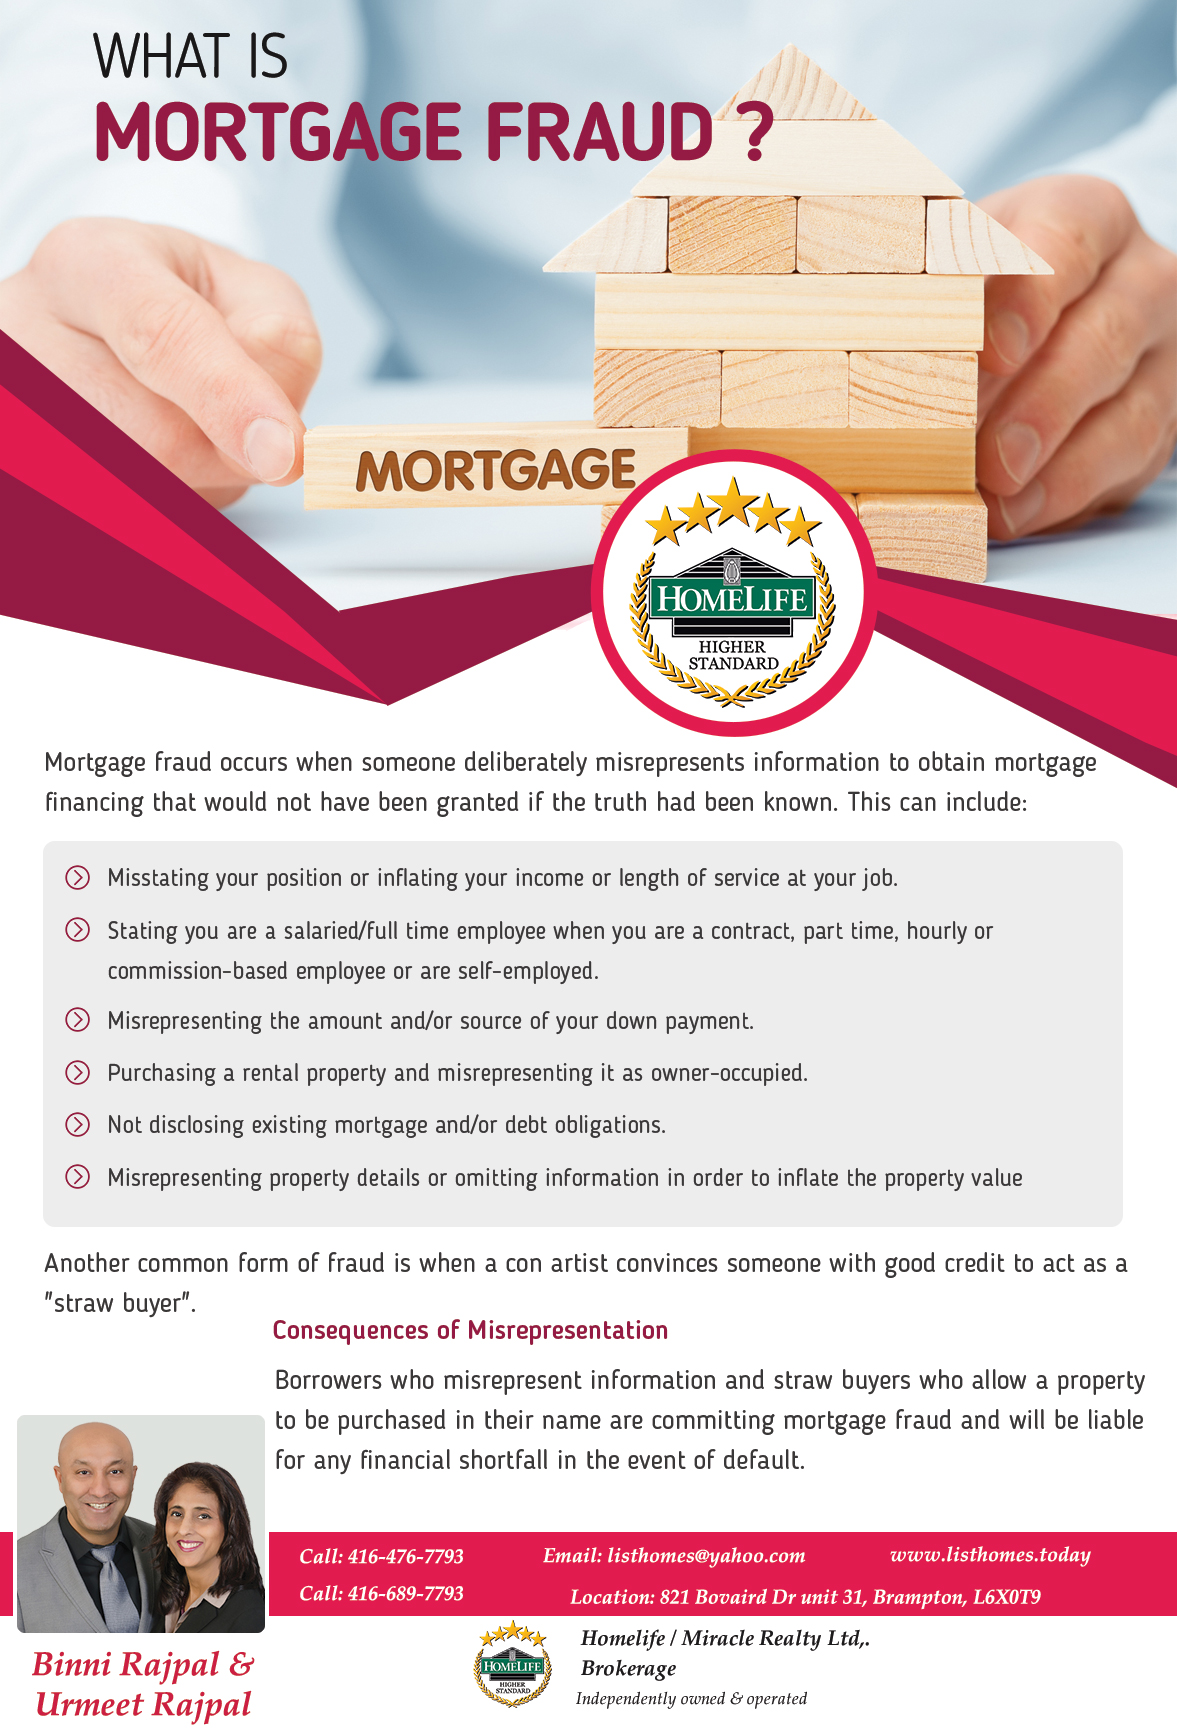 WHAT IS
MORTGAGE FRAUD ?
MORTGAGE
HOMELIFE
HIGHER
STANDARD
Mortgage fraud occurs when someone deliberately misrepresents information to obtain mortgage
financing that would not have been granted if the truth had been known. This can include:
Misstating your position or inflating your income or length of service at your job.
Stating you are a salaried/full time employee when you are a contract, part time, hourly or
commission-based employee or are self-employed.
Misrepresenting the amount and/or source of your down payment.
Purchasing a rental property and misrepresenting it as owner-occupied.
Not disclosing existing mortgage and/or debt obligations.
Misrepresenting property details or omitting information in order to inflate the property value
Another common form of fraud is when a con artist convinces someone with good credit to act as a
"straw buyer".
Consequences of Misrepresentation
Borrowers who misrepresent information and straw buyers who allow a property
to be purchased in their name are committing mortgage fraud and will be liable
for any financial shortfall in the event of default.
Call: 416-476-7793
Call: 416-689-7793
Email: listhomes@yahoo.com
www.listhomes.today
Location: 821 Bovaird Dr unit 31, Brampton, L6X0T9
Binni Rajpal &
Urmeet Rajpal
HOMELIFE
HIGHER
STANDARD
Homelife / Miracle Realty Ltd,.
Brokerage
Independently owned & operated